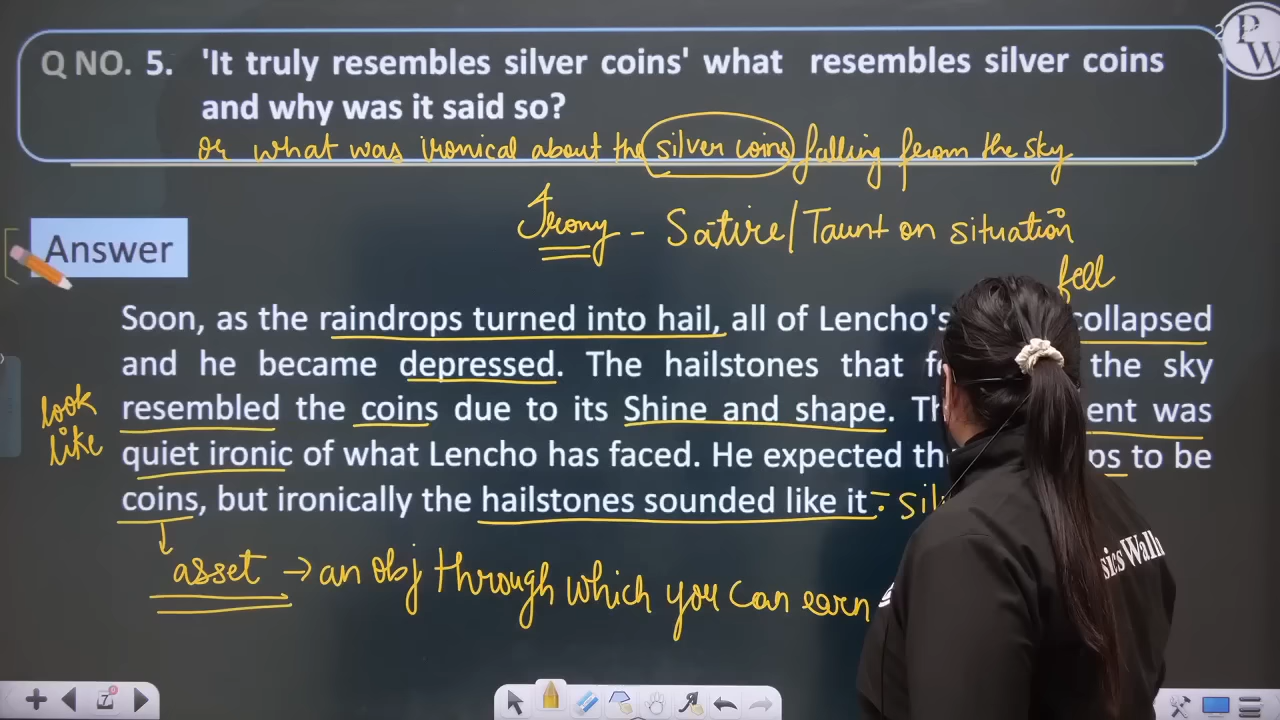 Q NO. 5. 'It truly resembles silver coins' what resembles silver coins
and why was it said so?
or what was ironical about the silver coins falling from the sky
Irony - Satire/Taunt on situation
Answer
fell
Soon, as the raindrops turned into hail, all of Lencho's collapsed
and he became depressed. The hailstones that the sky
look
like
resembled the coins due to its Shine and shape. was
quiet ironic of what Lencho has faced. He expected to be
coins, but ironically the hailstones sounded like it :-
asset → an obj through which you can earn
PW